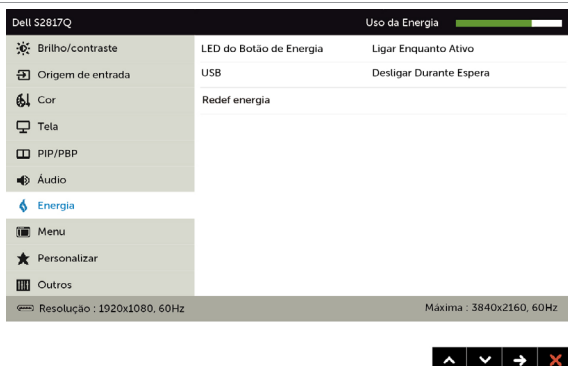 Dell S2817Q Uso da Energia
Brilho/contraste
LED do Botão de Energia Ligar Enquanto Ativo
Origem de entrada
USB Desligar Durante Espera
Cor
Redef energia
Tela
PIP/PBP
Áudio
Energia
Menu
Personalizar
Outros
Resolução : 1920x1080, 60Hz Máxima : 3840x2160, 60Hz